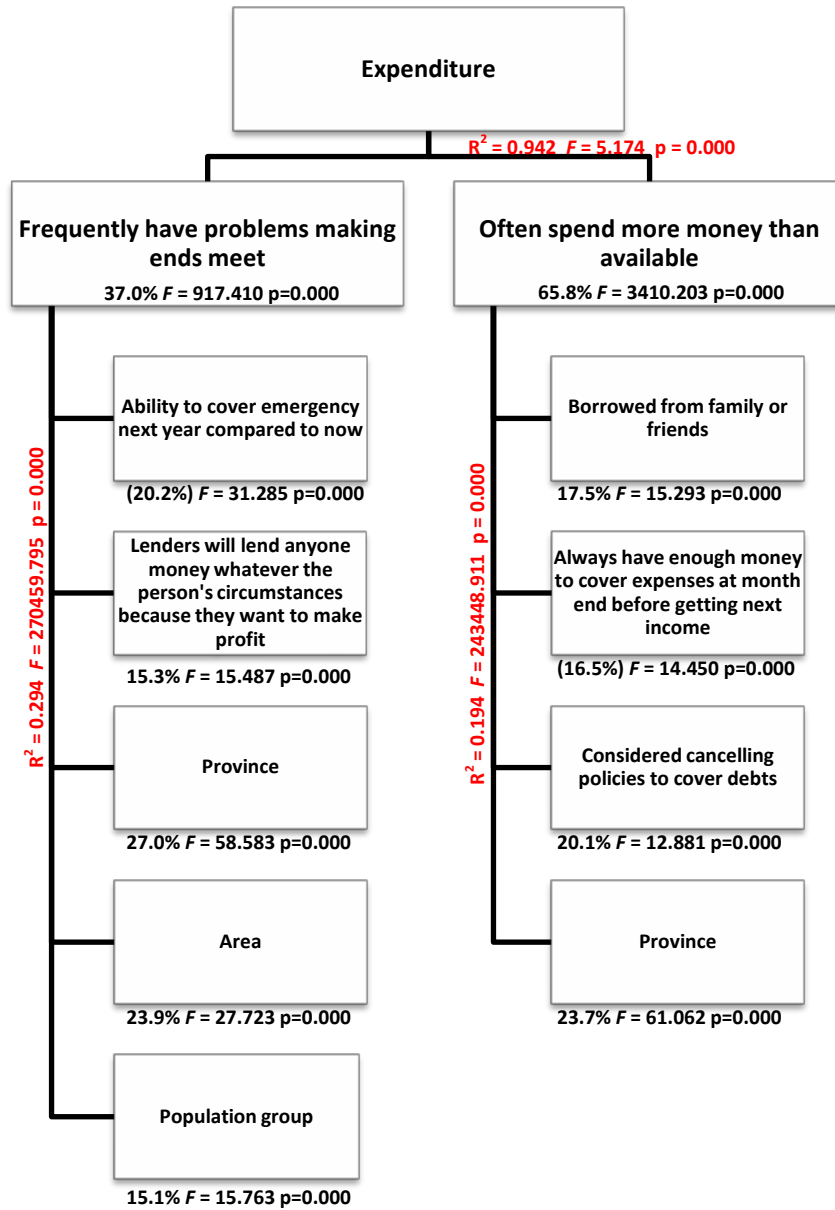 Expenditure
R² = 0.942 F = 5.174 p = 0.000
Frequently have problems making
ends meet
37.0% F = 917.410 p=0.000
Often spend more money than
available
65.8% F = 3410.203 p=0.000
R² = 0.294 F = 270459.795 p = 0.000
Ability to cover emergency
next year compared to now
(20.2%) F = 31.285 p=0.000
Lenders will lend anyone
money whatever the
person's circumstances
because they want to make
profit
15.3% F = 15.487 p=0.000
Province
27.0% F = 58.583 p=0.000
Area
23.9% F = 27.723 p=0.000
Population group
15.1% F = 15.763 p=0.000
R² = 0.194 F = 243448.911 p = 0.000
Borrowed from family or
friends
17.5% F = 15.293 p=0.000
Always have enough money
to cover expenses at month
end before getting next
income
(16.5%) F = 14.450 p=0.000
Considered cancelling
policies to cover debts
20.1% F = 12.881 p=0.000
Province
23.7% F = 61.062 p=0.000